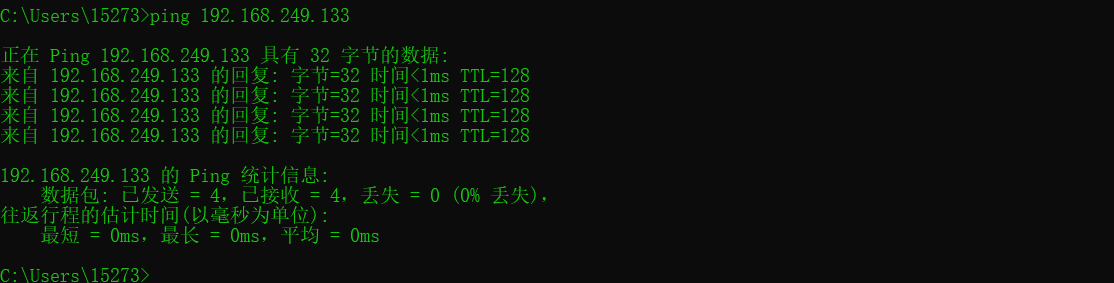 C:\Users\15273>ping 192.168.249.133
正在 Ping 192.168.249.133 具有 32 字节的数据:
来自 192.168.249.133 的回复: 字节=32 时间<1ms TTL=128
来自 192.168.249.133 的回复: 字节=32 时间<1ms TTL=128
来自 192.168.249.133 的回复: 字节=32 时间<1ms TTL=128
来自 192.168.249.133 的回复: 字节=32 时间<1ms TTL=128
192.168.249.133 的 Ping 统计信息:
    数据包: 已发送 = 4，已接收 = 4，丢失 = 0 (0% 丢失)，
往返行程的估计时间(以毫秒为单位):
    最短 = 0ms，最长 = 0ms，平均 = 0ms
C:\Users\15273>